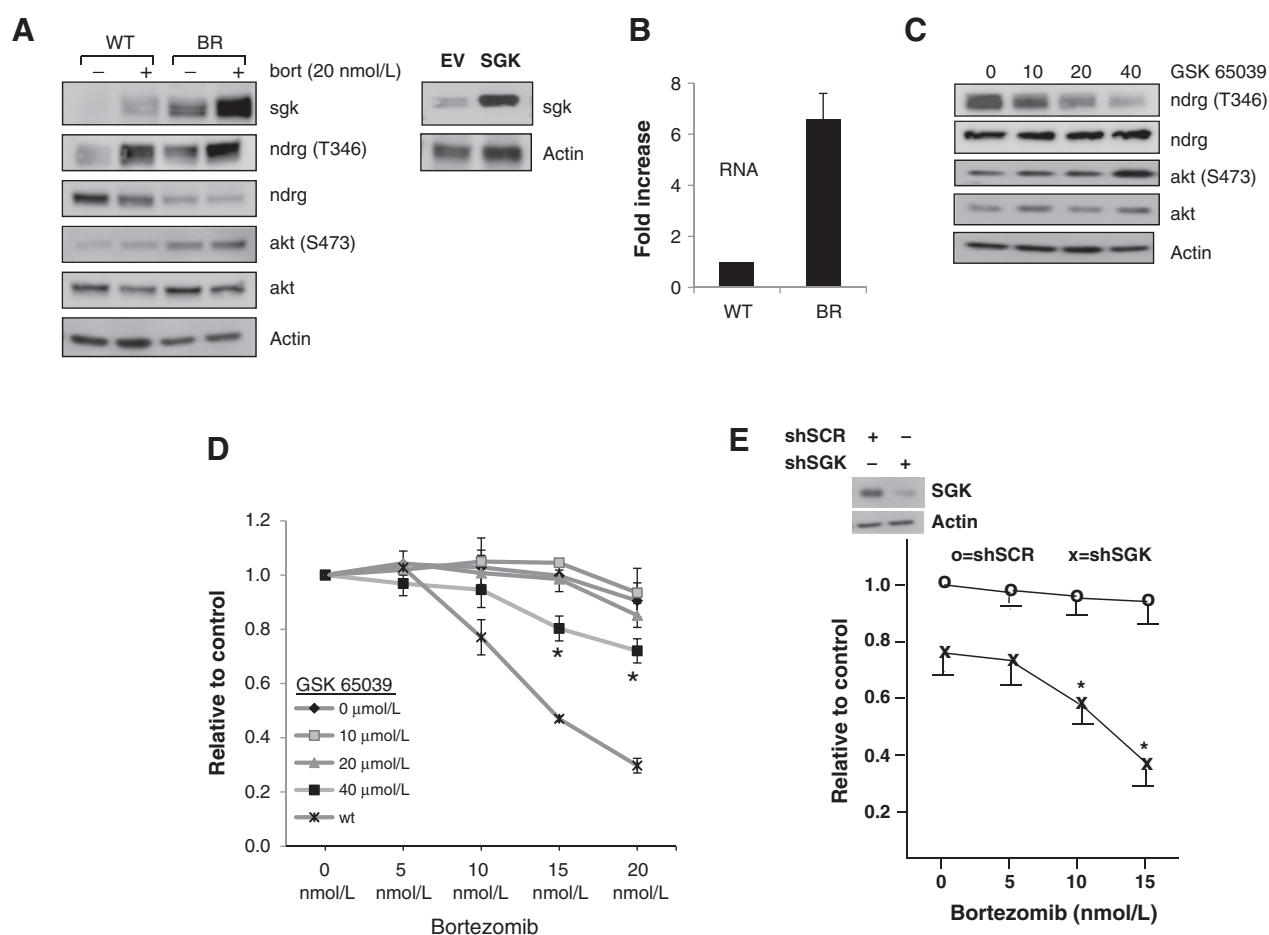 A
WT BR
– + – + bort (20 nmol/L)
sgk
ndrg (T346)
ndrg
akt (S473)
akt
Actin
EV SGK
sgk
Actin
B
8
6
4
2
0
Fold increase
RNA
WT BR
C
0 10 20 40 GSK 65039
ndrg (T346)
ndrg
akt (S473)
akt
Actin
D
1.2
1.0
0.8
0.6
0.4
0.2
0.0
Relative to control
* *
GSK 65039
0 μmol/L
10 μmol/L
20 μmol/L
40 μmol/L
wt
0 5 10 15 20
nmol/L nmol/L nmol/L nmol/L nmol/L
Bortezomib
E
shSCR + –
shSGK – +
SGK
Actin
o=shSCR x=shSGK
1.0
0.8
0.6
0.4
0.2
Relative to control
O O O O
X X X X
* *
0 5 10 15
Bortezomib (nmol/L)